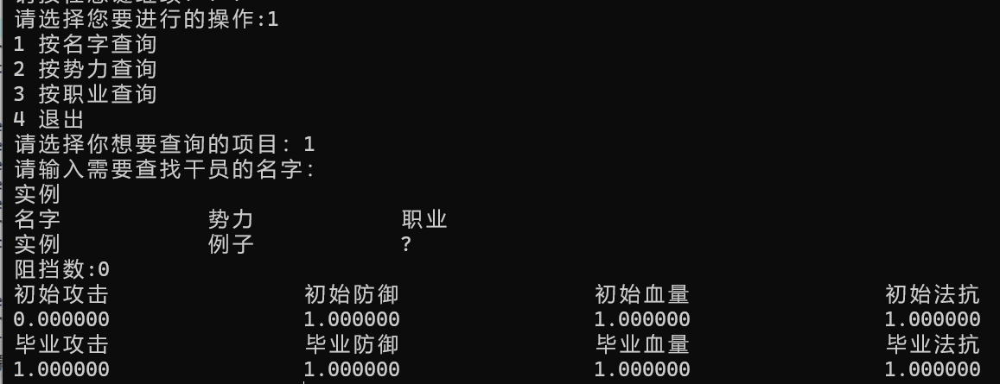 请选择您要进行的操作:1
1 按名字查询
2 按势力查询
3 按职业查询
4 退出
请选择你想要查询的项目: 1
请输入需要查找干员的名字:
实例
名字 势力 职业
实例 例子 ?
阻挡数:0
初始攻击 初始防御 初始血量 初始法抗
0.000000 1.000000 1.000000 1.000000
毕业攻击 毕业防御 毕业血量 毕业法抗
1.000000 1.000000 1.000000 1.000000